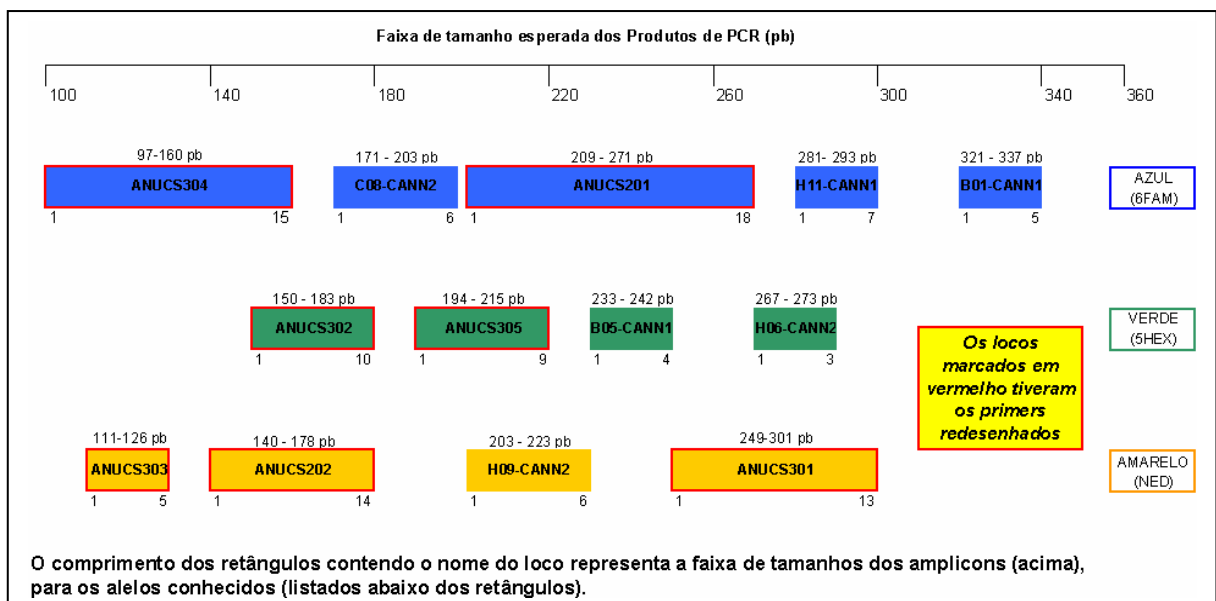 Faixa de tamanho esperada dos Produtos de PCR (pb)
100 140 180 220 260 300 340 360
97-160 pb 171 - 203 pb 209 - 271 pb 281- 293 pb 321 - 337 pb
ANUCS304 C08-CANN2 ANUCS201 H11-CANN1 B01-CANN1 AZUL
(6FAM)
1 15 1 6 1 18 1 7 1 5
150 - 183 pb 194 - 215 pb 233 - 242 pb 267 - 273 pb
ANUCS302 ANUCS305 B05-CANN1 H06-CANN2 VERDE
(5HEX)
1 10 1 9 1 4 1 3
Os locos
marcados em
vermelho tiveram
os primers
redesenhados
111-126 pb 140 - 178 pb 203 - 223 pb 249-301 pb
ANUCS303 ANUCS202 H09-CANN2 ANUCS301 AMARELO
(NED)
1 5 1 14 1 6 1 13
O comprimento dos retângulos contendo o nome do loco representa a faixa de tamanhos dos amplicons (acima),
para os alelos conhecidos (listados abaixo dos retângulos).